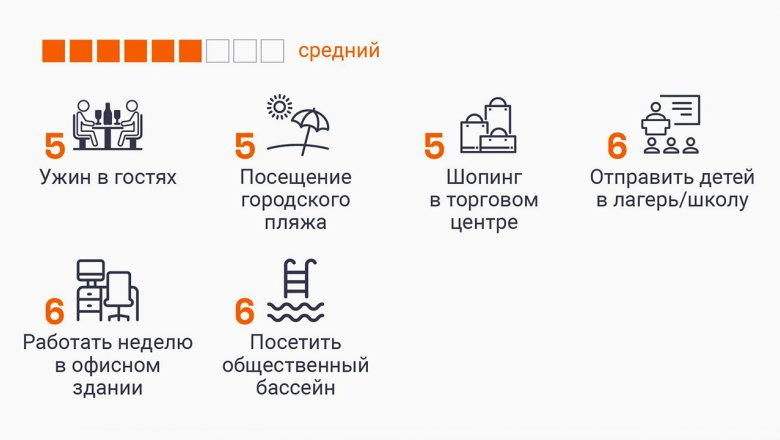 средний
5
Ужин в гостях
5
Посещение
городского
пляжа
5
Шопинг
в торговом
центре
6
Отправить детей
в лагерь/школу
6
Работать неделю
в офисном
здании
6
Посетить
общественный
бассейн